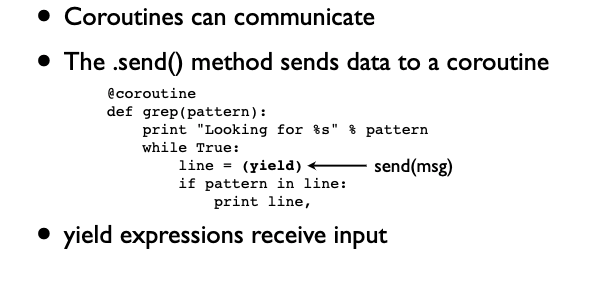 • Coroutines can communicate
• The .send() method sends data to a coroutine
@coroutine
def grep(pattern):
    print "Looking for %s" % pattern
    while True:
        line = (yield) send(msg)
        if pattern in line:
            print line,
• yield expressions receive input